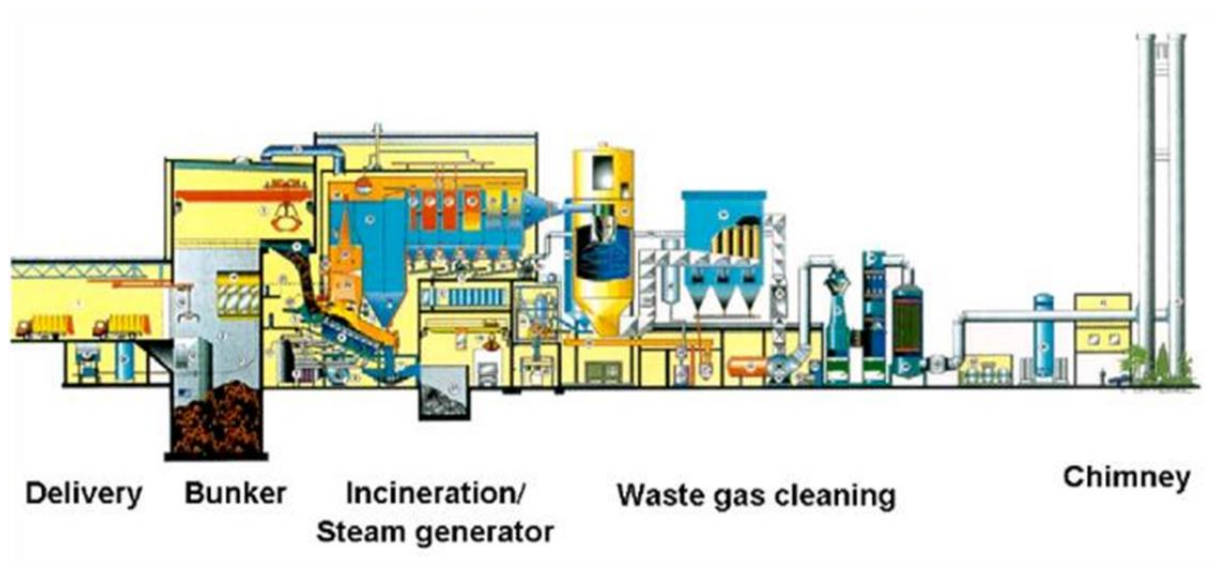 Delivery
Bunker
Incineration/
Steam generator
Waste gas cleaning
Chimney